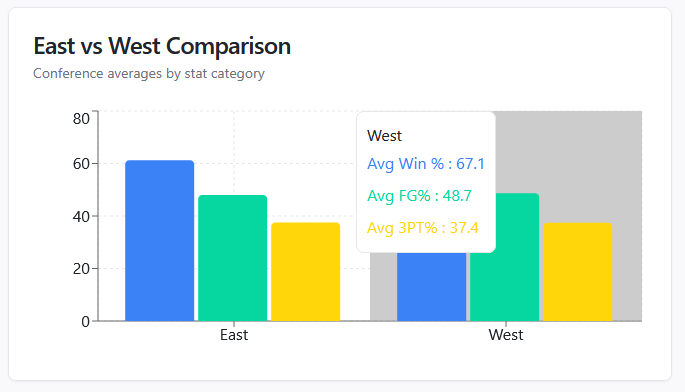 East vs West Comparison
Conference averages by stat category
80
60
40
20
0
East
West
West
Avg Win % : 67.1
Avg FG% : 48.7
Avg 3PT% : 37.4